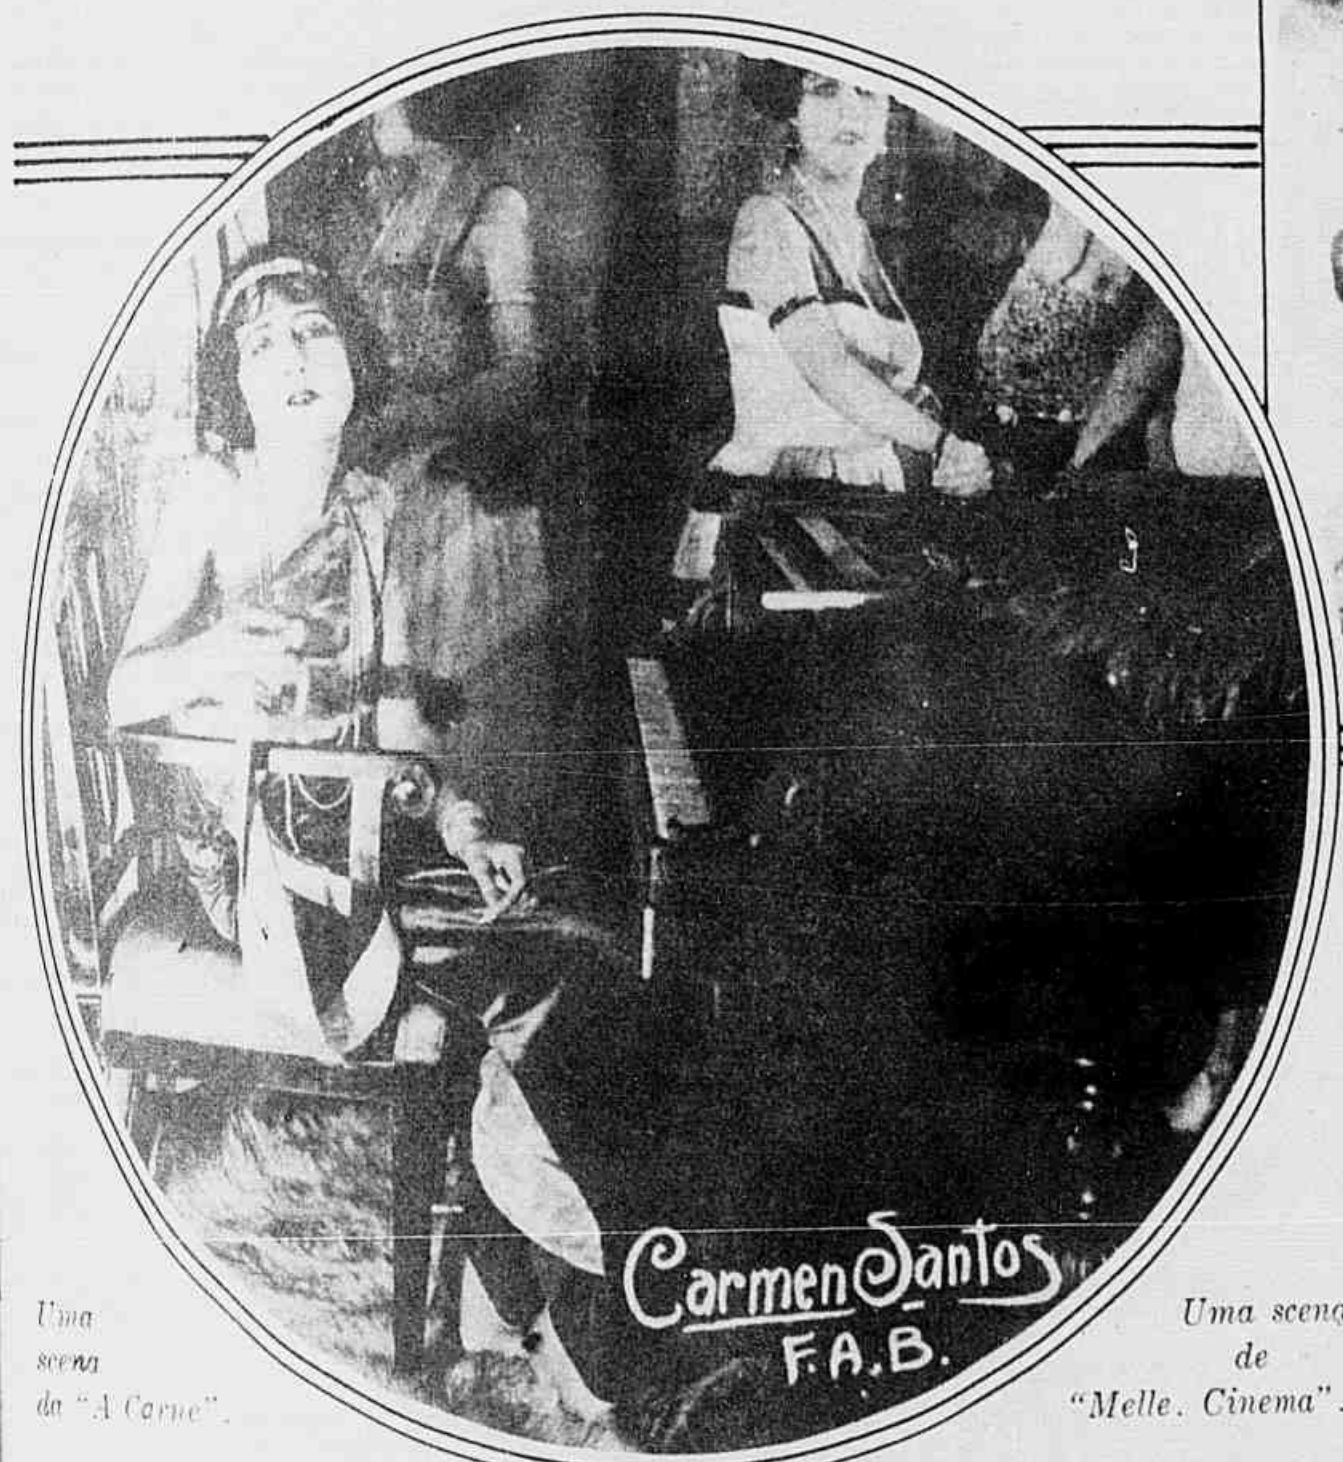 Carmen Santos
F.A.B.
Uma
scena
da "A Carne".
Uma scena
de
"Melle. Cinema".